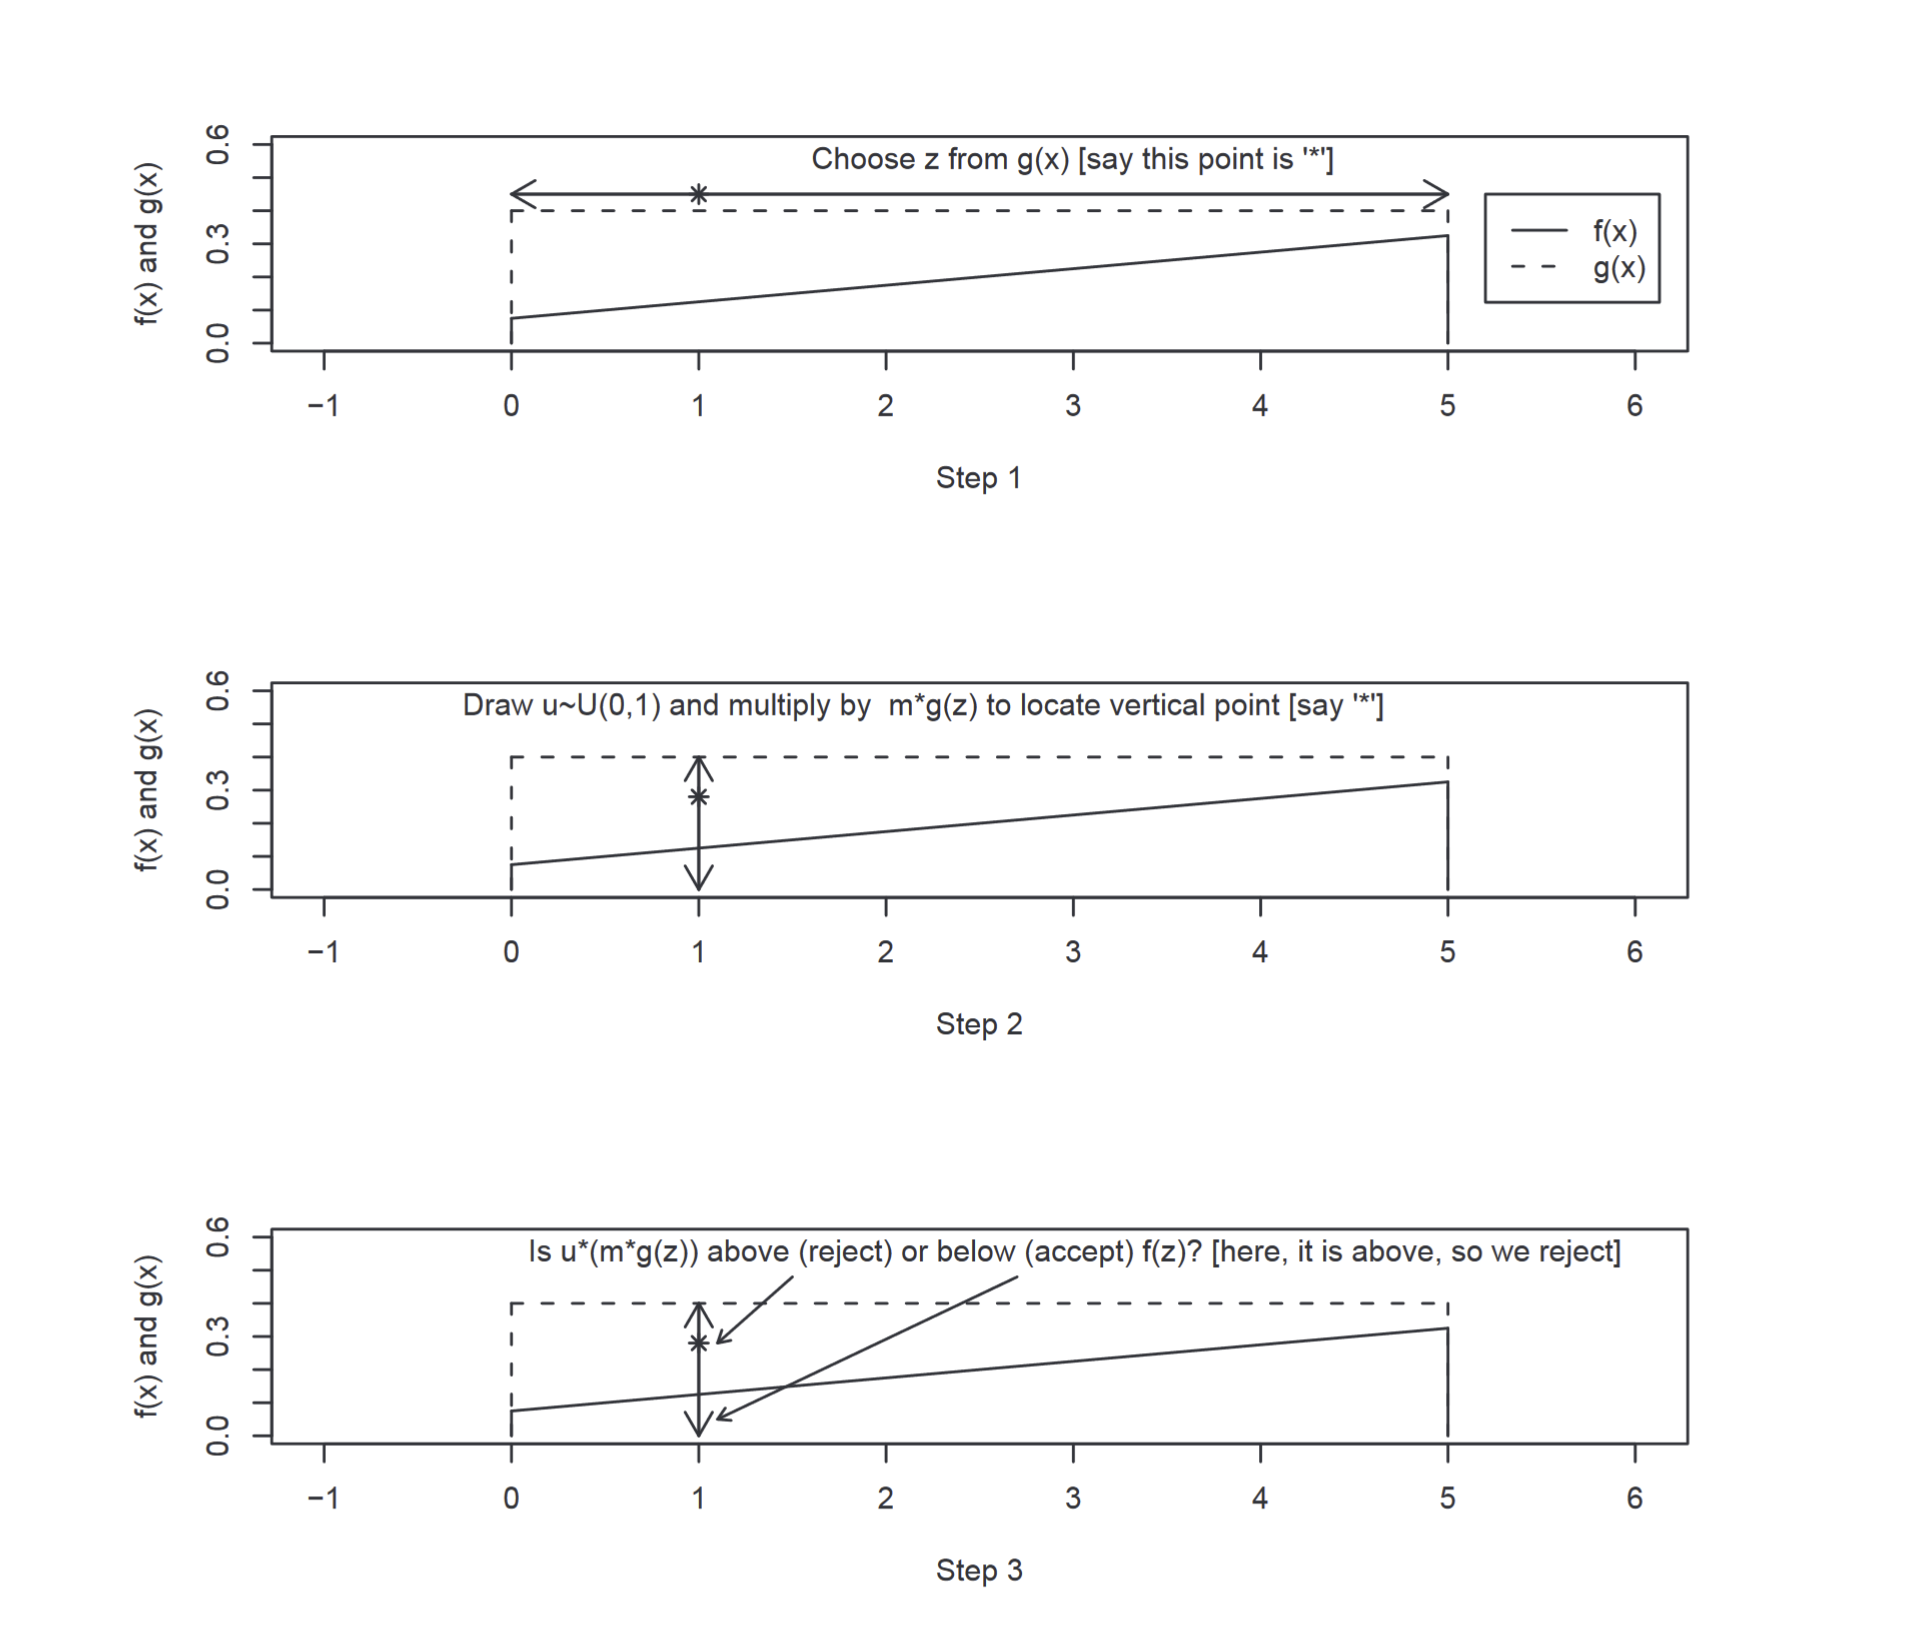 Choose z from g(x) [say this point is '*']
f(x) and g(x)
0.0 0.3 0.6
f(x)
g(x)
−1 0 1 2 3 4 5 6
Step 1
Draw u~U(0,1) and multiply by  m*g(z) to locate vertical point [say '*']
f(x) and g(x)
0.0 0.3 0.6
−1 0 1 2 3 4 5 6
Step 2
Is u*(m*g(z)) above (reject) or below (accept) f(z)? [here, it is above, so we reject]
f(x) and g(x)
0.0 0.3 0.6
−1 0 1 2 3 4 5 6
Step 3